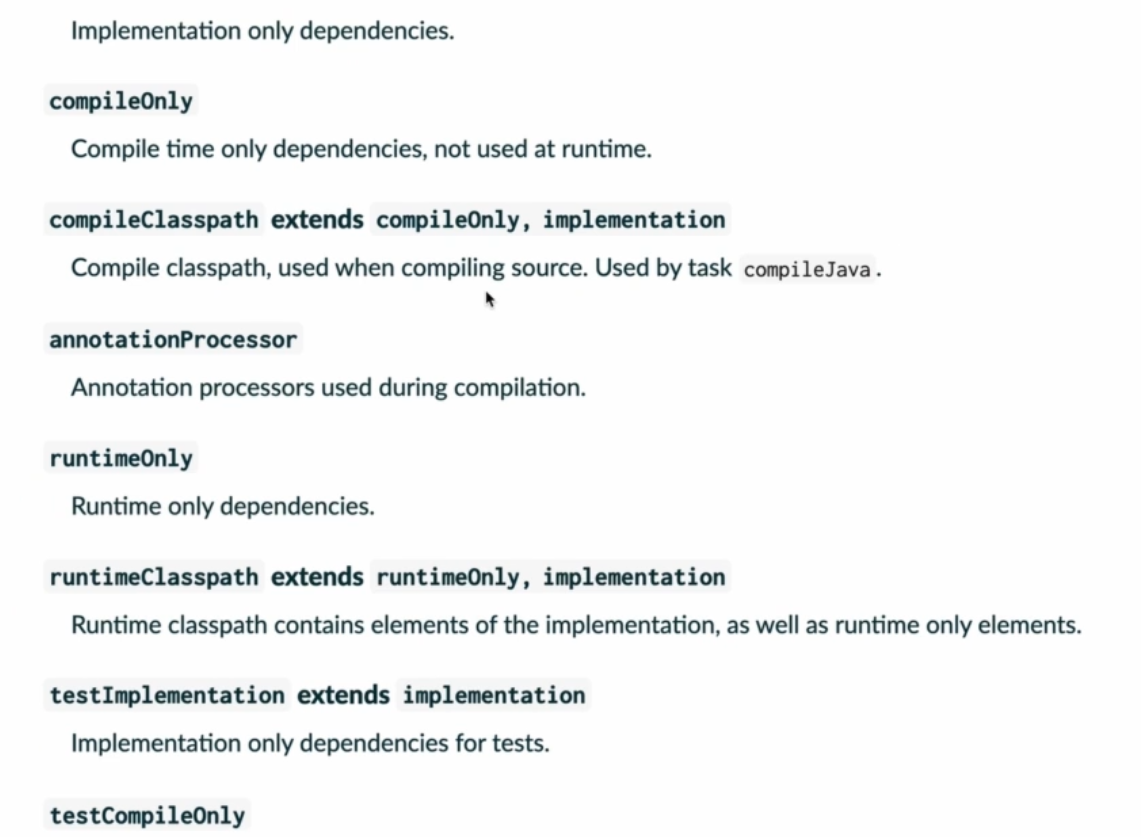 Implementation only dependencies.
compileOnly
Compile time only dependencies, not used at runtime.
compileClasspath extends compileOnly, implementation
Compile classpath, used when compiling source. Used by task compileJava.
annotationProcessor
Annotation processors used during compilation.
runtimeOnly
Runtime only dependencies.
runtimeClasspath extends runtimeOnly, implementation
Runtime classpath contains elements of the implementation, as well as runtime only elements.
testImplementation extends implementation
Implementation only dependencies for tests.
testCompileOnly